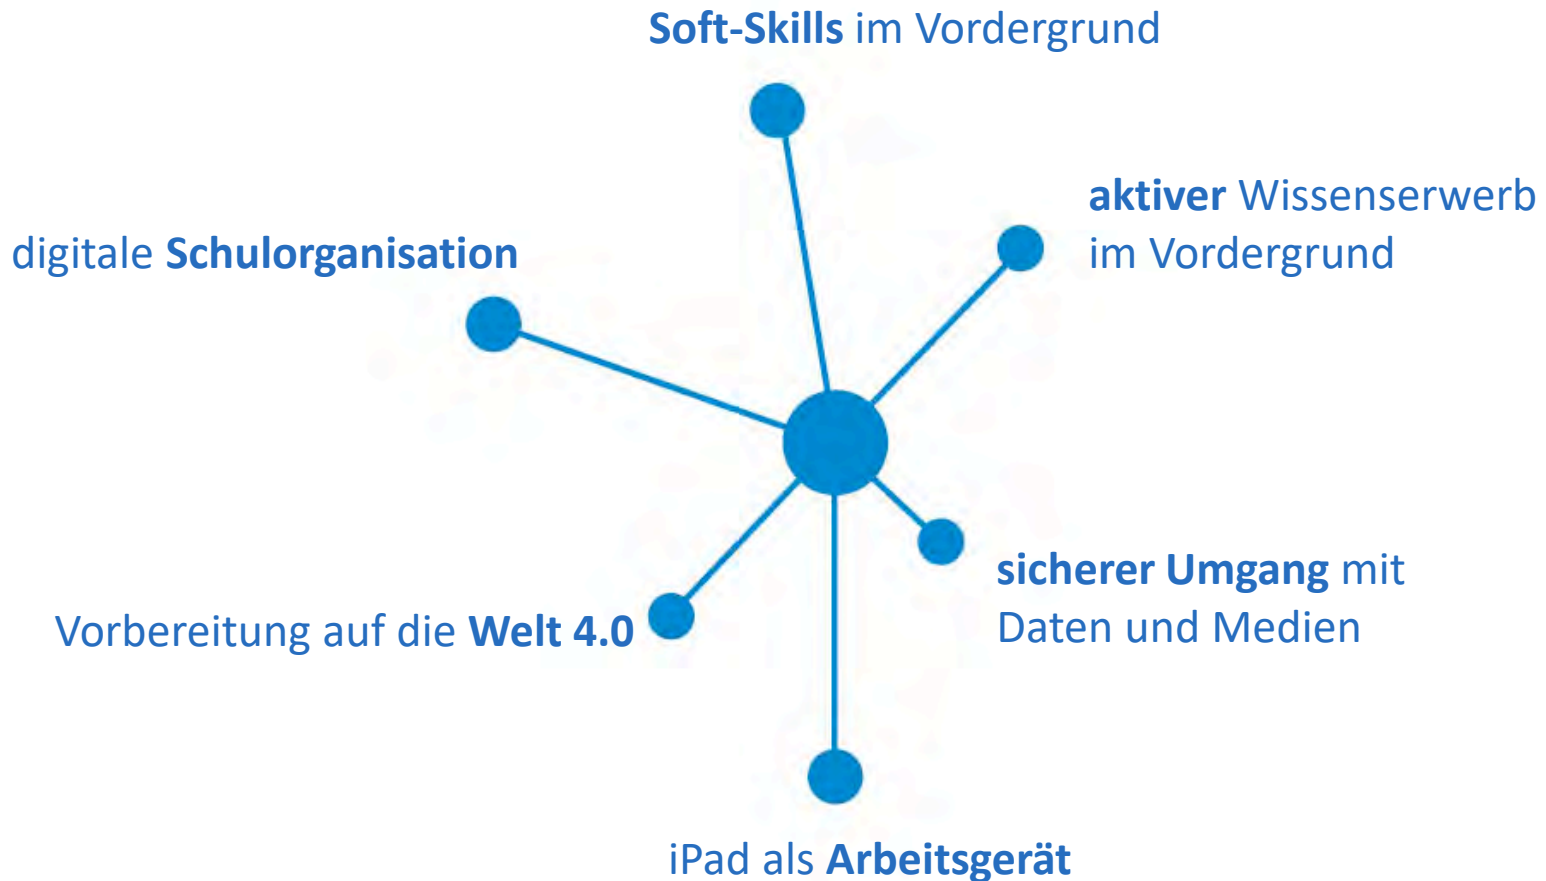 Soft-Skills im Vordergrund
aktiver Wissenserwerb
im Vordergrund
digitale Schulorganisation
sicherer Umgang mit
Daten und Medien
Vorbereitung auf die Welt 4.0
iPad als Arbeitsgerät